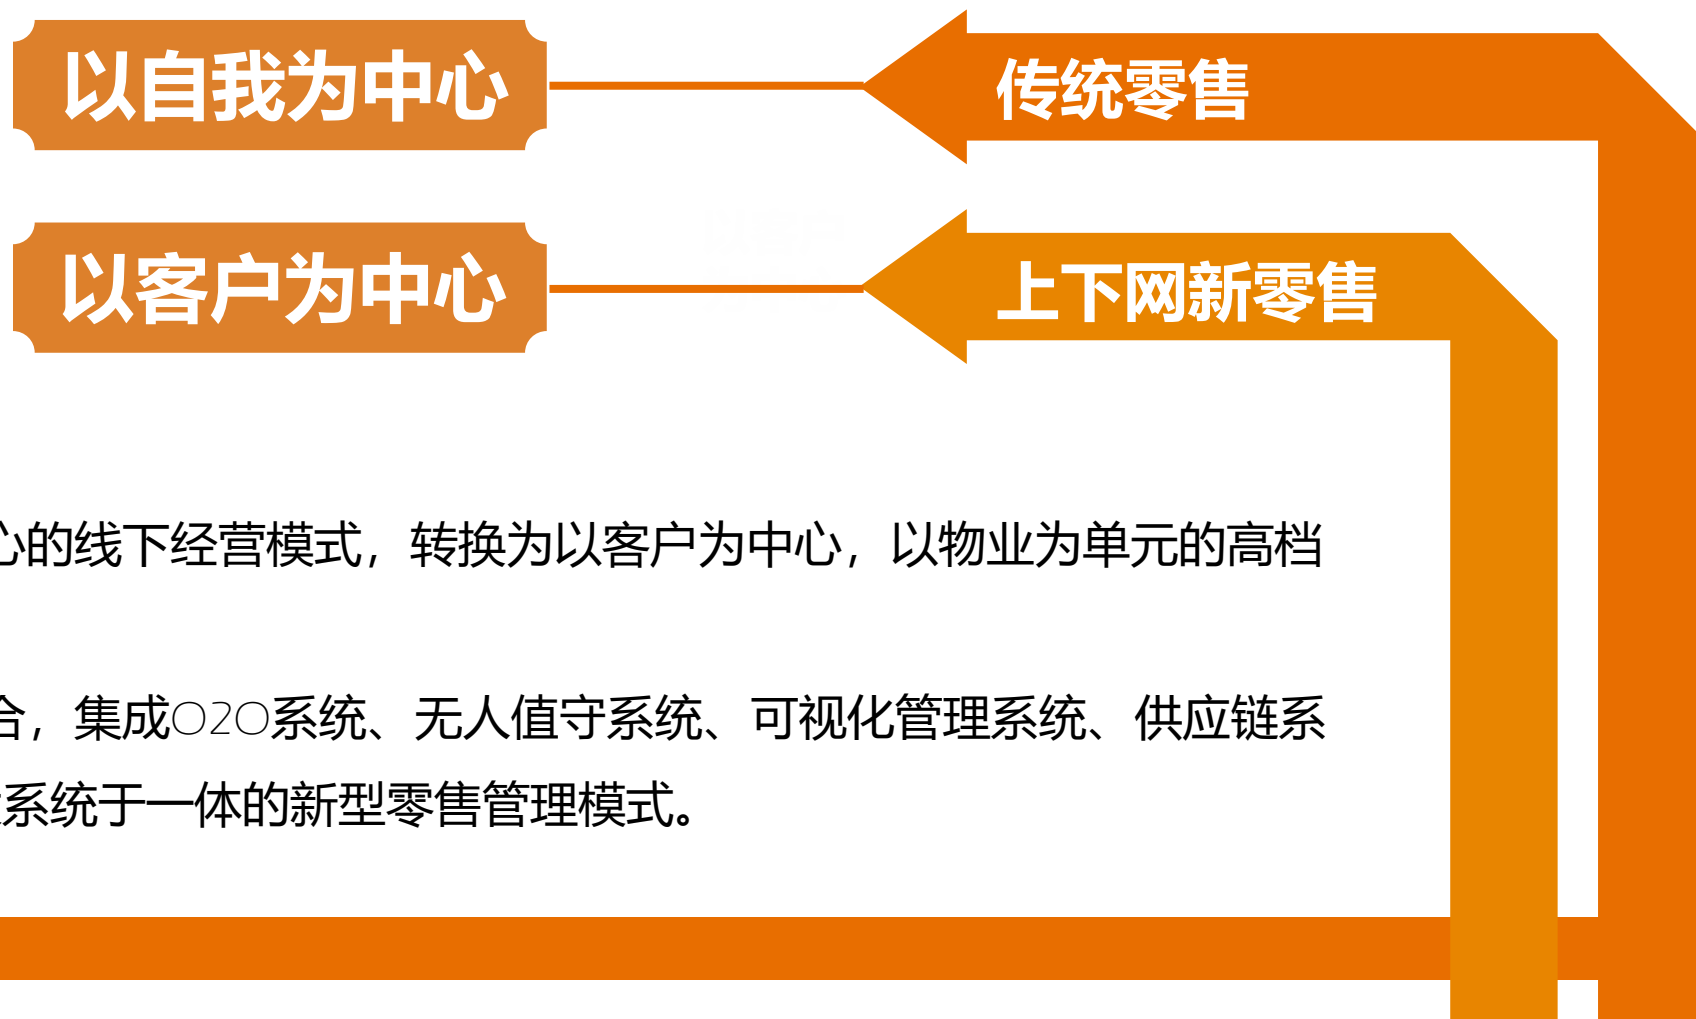 以自我为中心
传统零售
以客户为中心
上下网新零售
心的线下经营模式，转换为以客户为中心，以物业为单元的高档
合，集成O2O系统、无人值守系统、可视化管理系统、供应链系
系统于一体的新型零售管理模式。